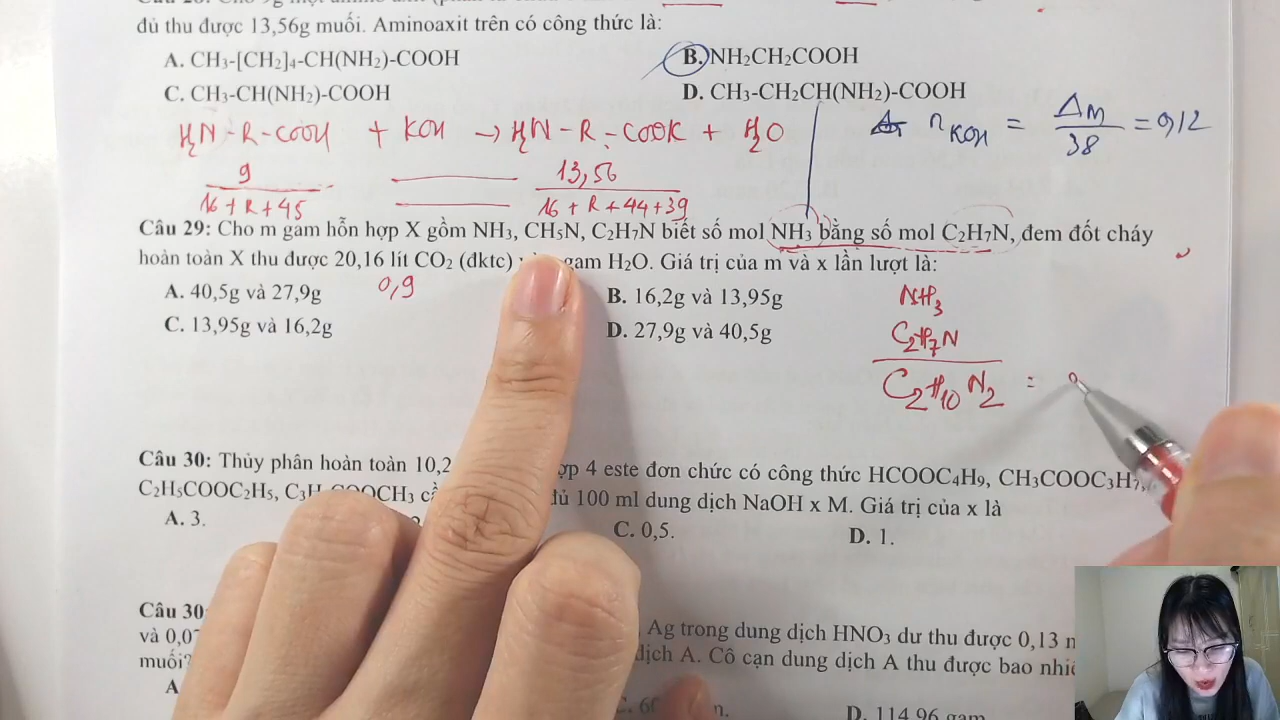 đủ thu được 13,56g muối. Aminoaxit trên có công thức là:
A. CH3-[CH2]4-CH(NH2)-COOH
B. NH2CH2COOH
C. CH3-CH(NH2)-COOH
D. CH3-CH2CH(NH2)-COOH
H2N-R-COOH + KOH → H2N-R-COOK + H2O
nKOH = ΔM/38 = 0,12
9/16+R+45
13,56/16+R+44+39
Câu 29: Cho m gam hỗn hợp X gồm NH3, CH5N, C2H7N biết số mol NH3 bằng số mol C2H7N, đem đốt cháy
hoàn toàn X thu được 20,16 lít CO2 (đktc) gam H2O. Giá trị của m và x lần lượt là:
A. 40,5g và 27,9g
0,9
B. 16,2g và 13,95g
NH3
C. 13,95g và 16,2g
D. 27,9g và 40,5g
C2H7N
C2H10N2 =
Câu 30: Thủy phân hoàn toàn 10,2 4 este đơn chức có công thức HCOOC4H9, CH3COOC3H7,
C2H5COOC2H5, 100 ml dung dịch NaOH x M. Giá trị của x là
A. 3.
C. 0,5.
D. 1.
Câu 30
Ag trong dung dịch HNO3 dư thu được 0,13
và 0,0
dịch A. Cô cạn dung dịch A thu được bao
muối?
A
D. 114,96 gam